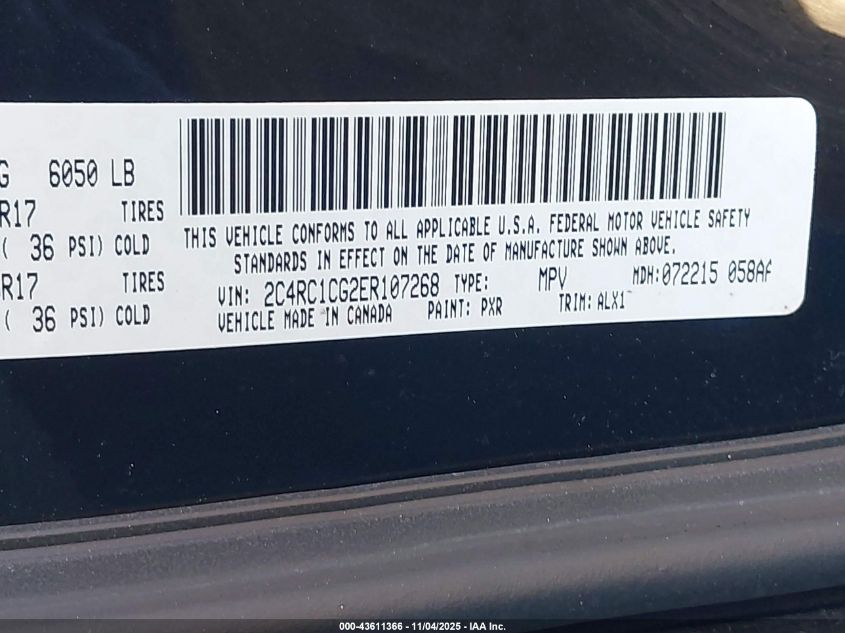 G 6050 LB
R17 TIRES
( 36 PSI) COLD
R17 TIRES
( 36 PSI) COLD
THIS VEHICLE CONFORMS TO ALL APPLICABLE U.S.A. FEDERAL MOTOR VEHICLE SAFETY
STANDARDS IN EFFECT ON THE DATE OF MANUFACTURE SHOWN ABOVE.
VIN: 2C4RC1CG2ER107268 TYPE: MPV MDH:072215 058AA
VEHICLE MADE IN CANADA PAINT: PXR TRIM: ALX1
000-43611366 - 11/04/2025 - IAA Inc.